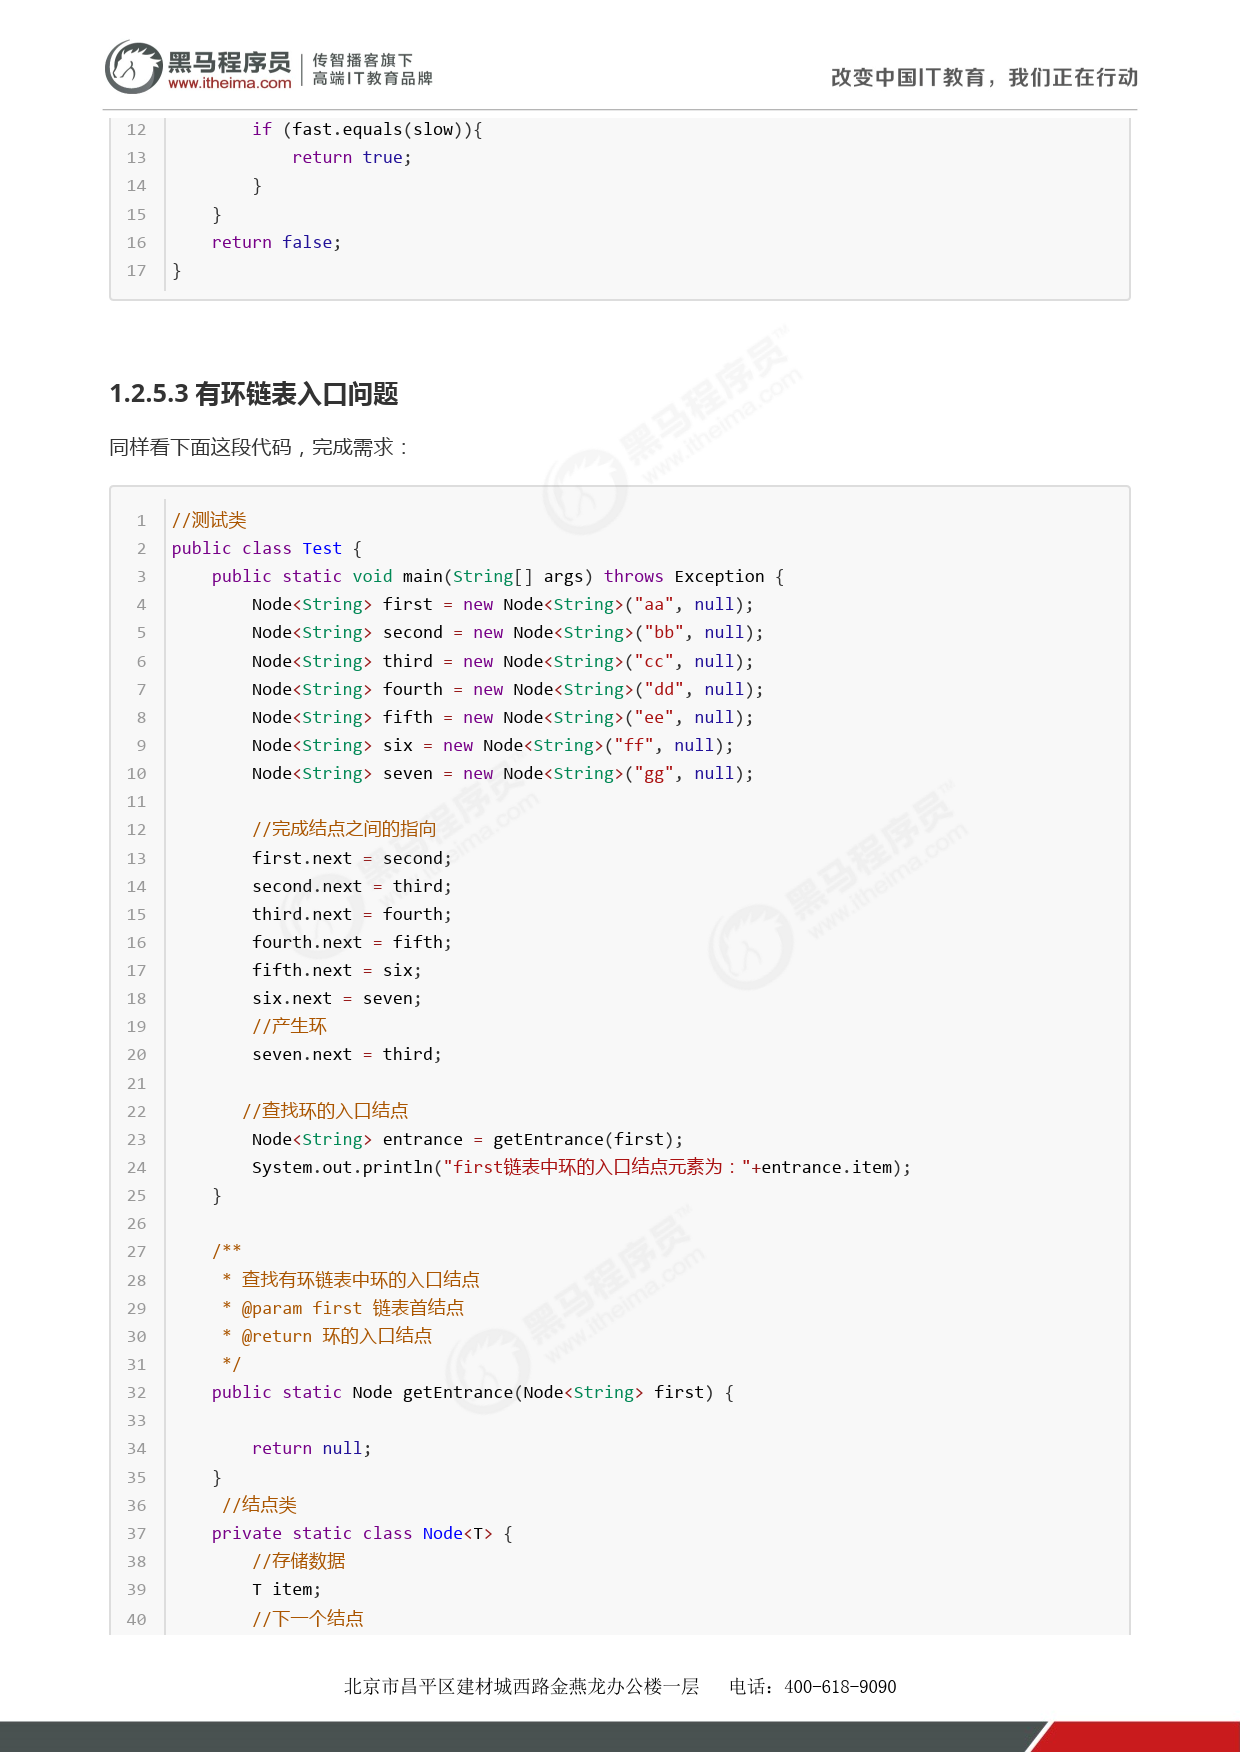 黑马程序员 传智播客旗下
www.itheima.com 高端IT教育品牌
改变中国IT教育，我们正在行动
12         if (fast.equals(slow)){
13             return true;
14         }
15     }
16     return false;
17 }
1.2.5.3 有环链表入口问题
同样看下面这段代码，完成需求：
1 //测试类
2 public class Test {
3     public static void main(String[] args) throws Exception {
4         Node<String> first = new Node<String>("aa", null);
5         Node<String> second = new Node<String>("bb", null);
6         Node<String> third = new Node<String>("cc", null);
7         Node<String> fourth = new Node<String>("dd", null);
8         Node<String> fifth = new Node<String>("ee", null);
9         Node<String> six = new Node<String>("ff", null);
10         Node<String> seven = new Node<String>("gg", null);
11
12         //完成结点之间的指向
13         first.next = second;
14         second.next = third;
15         third.next = fourth;
16         fourth.next = fifth;
17         fifth.next = six;
18         six.next = seven;
19         //产生环
20         seven.next = third;
21
22        //查找环的入口结点
23         Node<String> entrance = getEntrance(first);
24         System.out.println("first链表中环的入口结点元素为："+entrance.item);
25     }
26
27     /**
28      * 查找有环链表中环的入口结点
29      * @param first 链表首结点
30      * @return 环的入口结点
31      */
32     public static Node getEntrance(Node<String> first) {
33
34         return null;
35     }
36      //结点类
37     private static class Node<T> {
38         //存储数据
39         T item;
40         //下一个结点
北京市昌平区建材城西路金燕龙办公楼一层 电话：400-618-9090